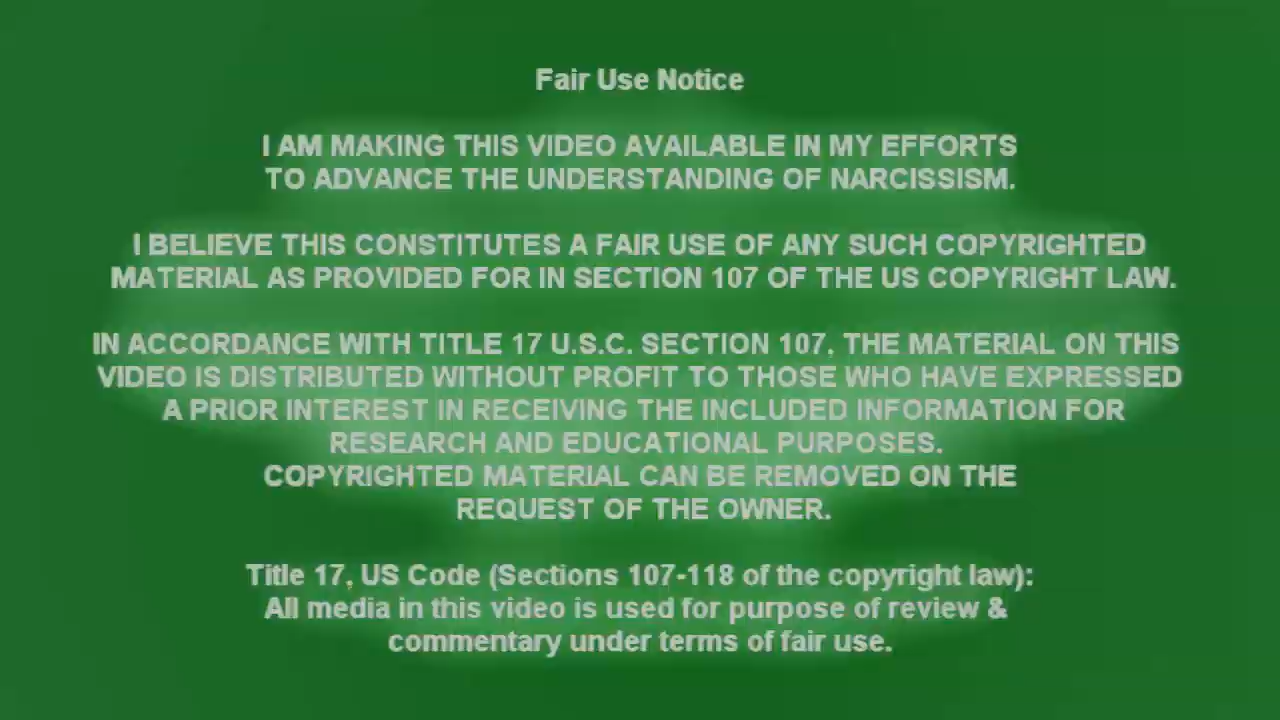 Fair Use Notice
I AM MAKING THIS VIDEO AVAILABLE IN MY EFFORTS
TO ADVANCE THE UNDERSTANDING OF NARCISSISM.
I BELIEVE THIS CONSTITUTES A FAIR USE OF ANY SUCH COPYRIGHTED
MATERIAL AS PROVIDED FOR IN SECTION 107 OF THE US COPYRIGHT LAW.
IN ACCORDANCE WITH TITLE 17 U.S.C. SECTION 107, THE MATERIAL ON THIS
VIDEO IS DISTRIBUTED WITHOUT PROFIT TO THOSE WHO HAVE EXPRESSED
A PRIOR INTEREST IN RECEIVING THE INCLUDED INFORMATION FOR
RESEARCH AND EDUCATIONAL PURPOSES.
COPYRIGHTED MATERIAL CAN BE REMOVED ON THE
REQUEST OF THE OWNER.
Title 17, US Code (Sections 107-118 of the copyright law):
All media in this video is used for purpose of review &
commentary under terms of fair use.